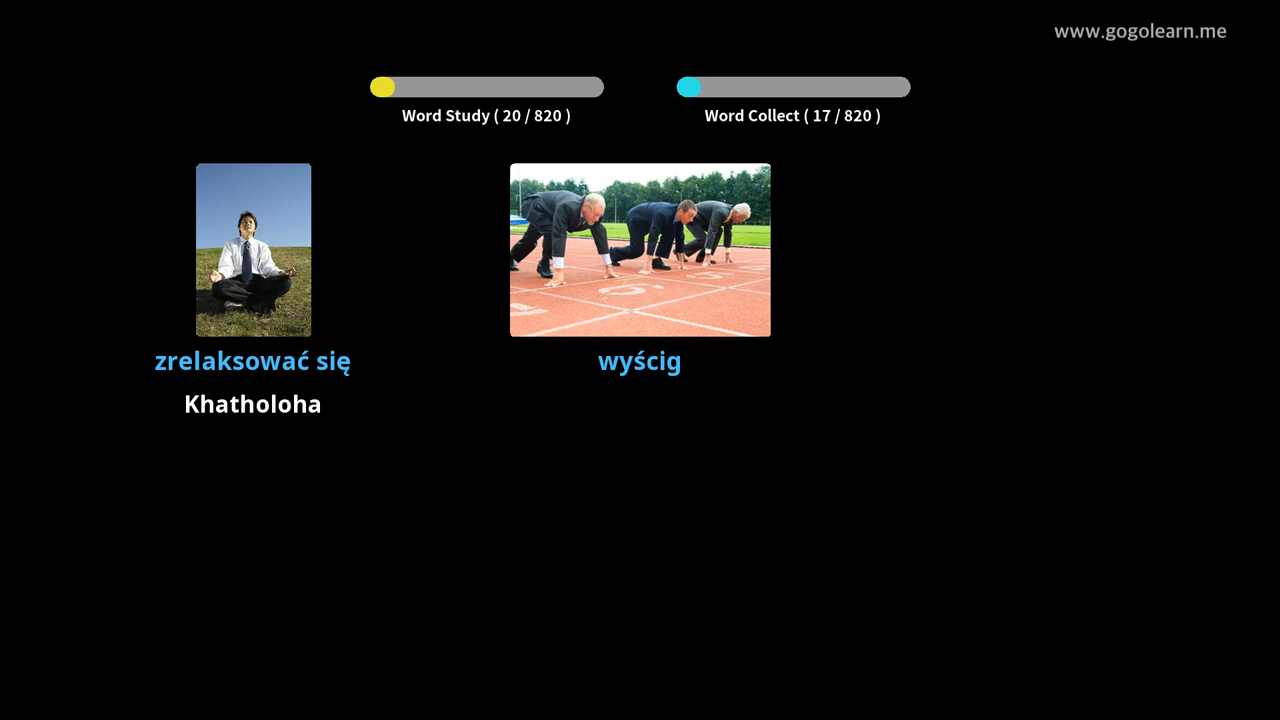 www.gogolearn.me
Word Study ( 20 / 820 )
Word Collect ( 17 / 820 )
zrelaksować się
wyścig
Khatholoha